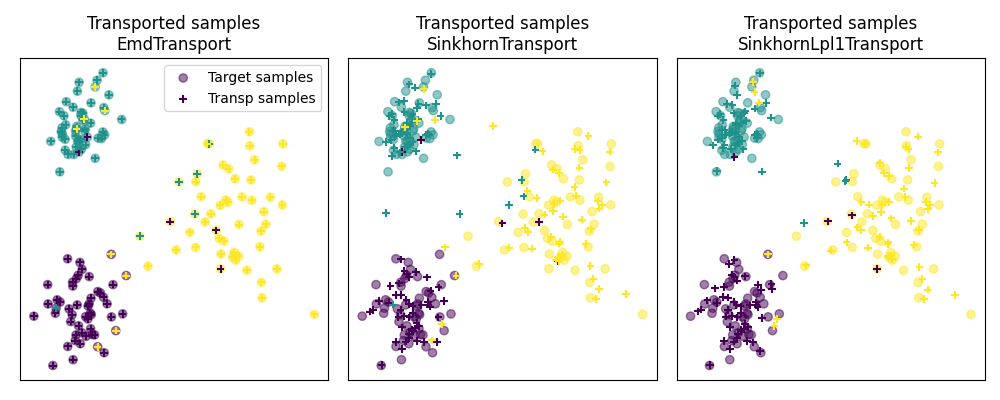 Transported samples
EmdTransport
Target samples
Transp samples
Transported samples
SinkhornTransport
Transported samples
SinkhornLpl1Transport